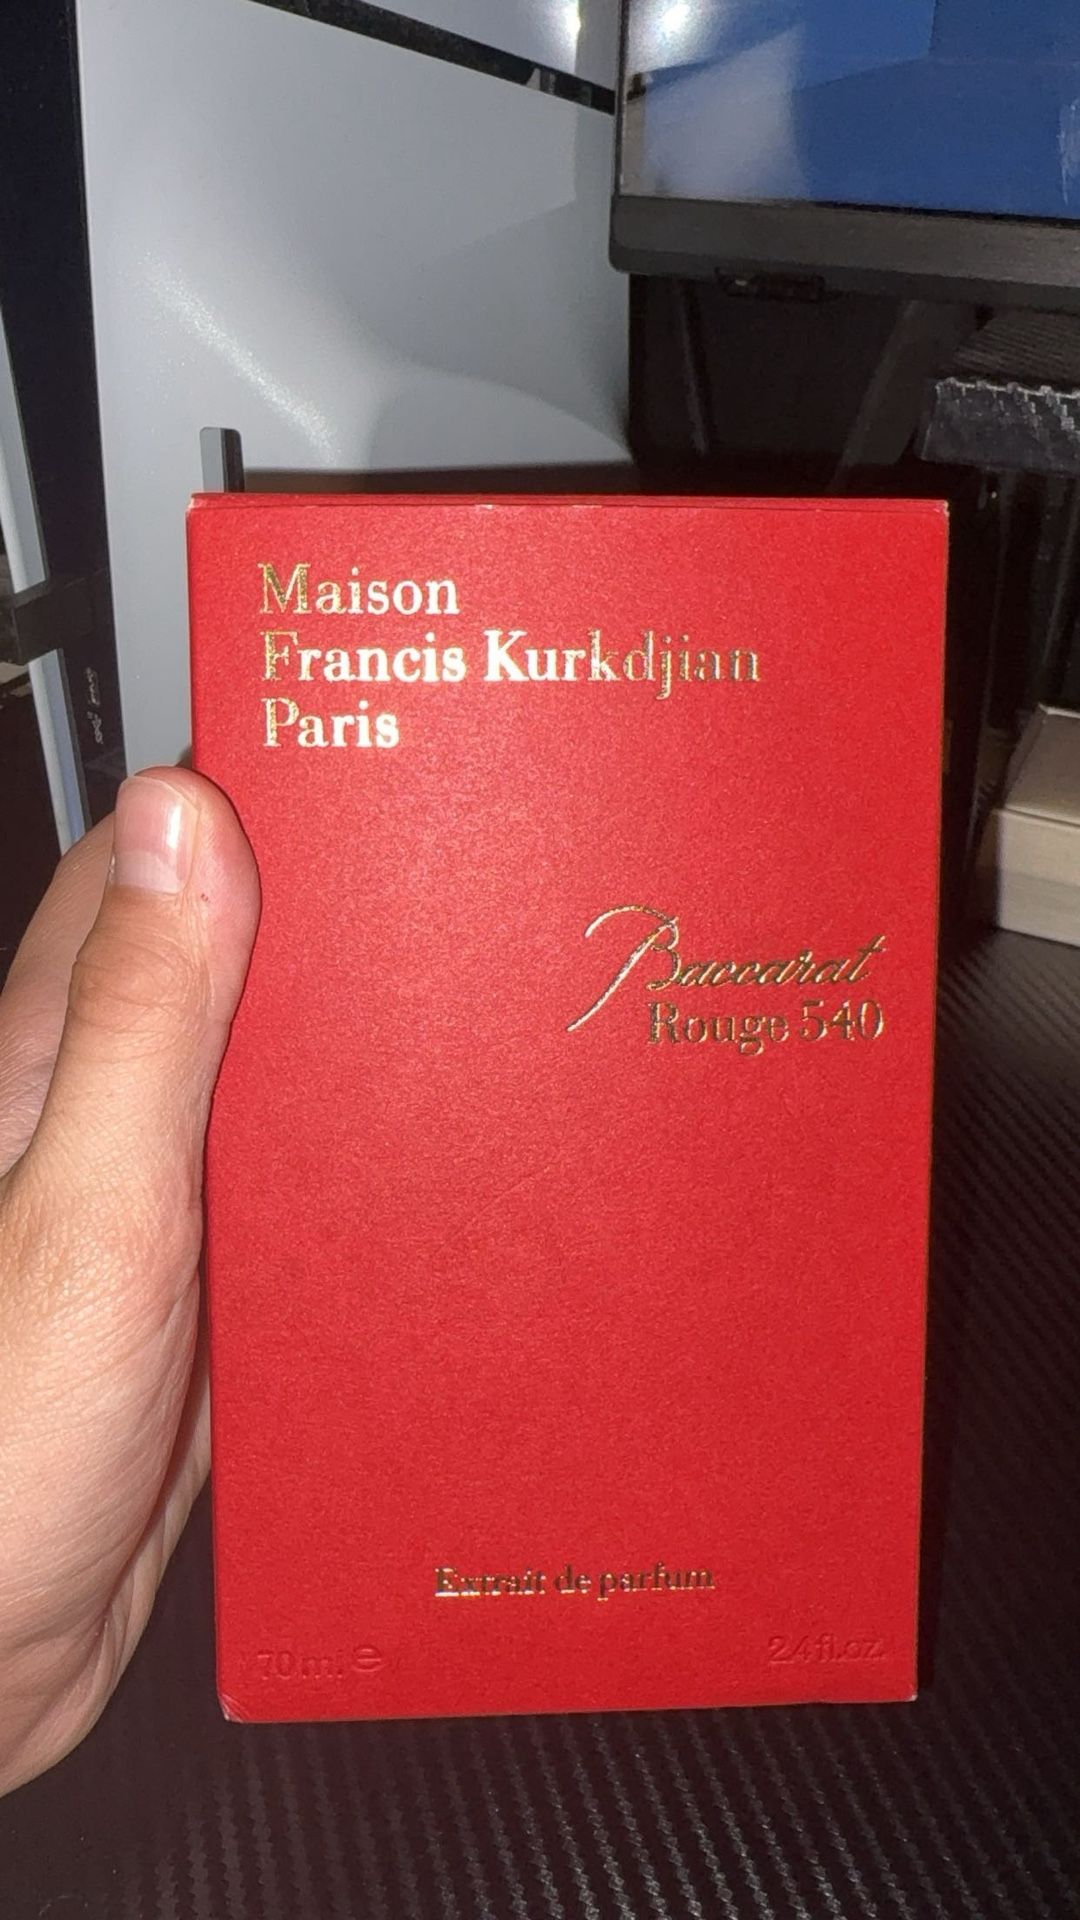 Maison
Francis Kurkdjian
Paris
Baccarat
Rouge 540
Extrait de parfum
70 ml ℮
2.4 fl.oz.